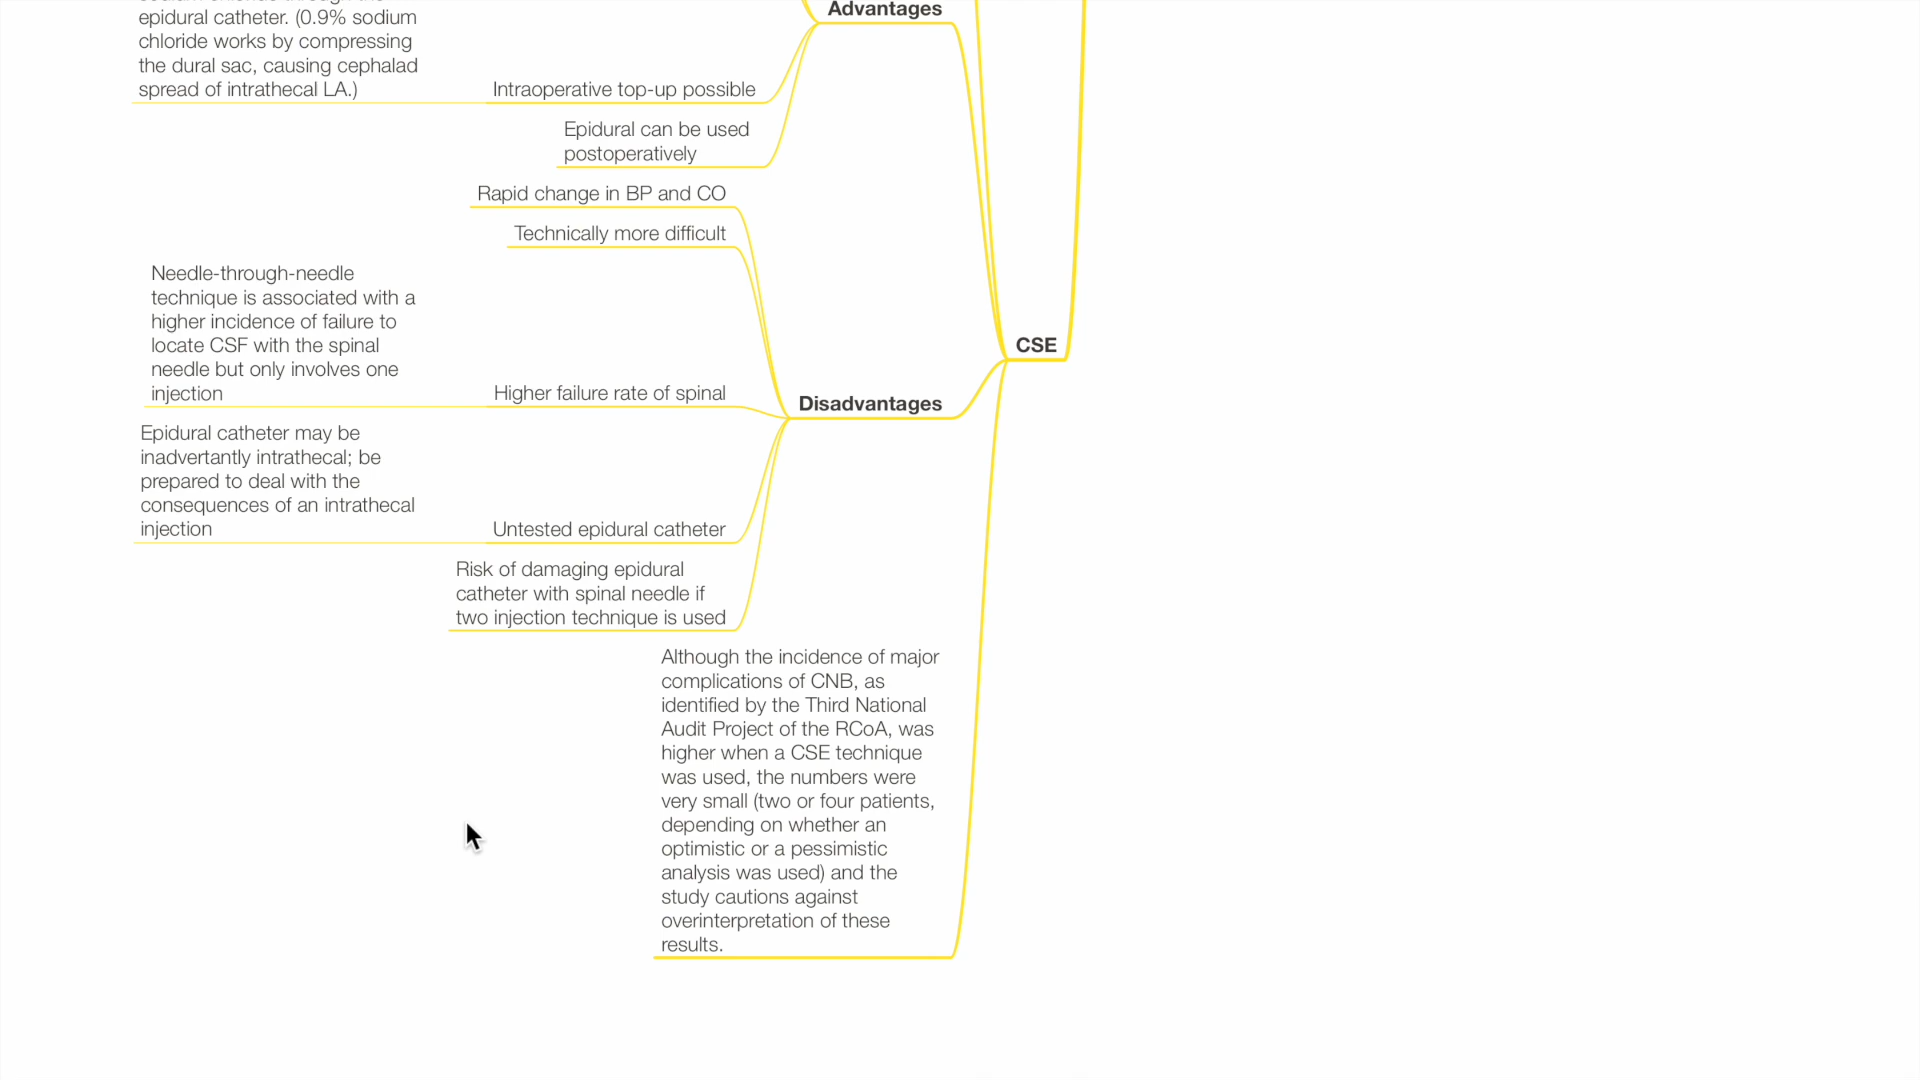 Advantages
epidural catheter. (0.9% sodium
chloride works by compressing
the dural sac, causing cephalad
spread of intrathecal LA.)
Intraoperative top-up possible
Epidural can be used
postoperatively
Rapid change in BP and CO
Technically more difficult
Needle-through-needle
technique is associated with a
higher incidence of failure to
locate CSF with the spinal
needle but only involves one
injection
Higher failure rate of spinal
CSE
Disadvantages
Epidural catheter may be
inadvertantly intrathecal; be
prepared to deal with the
consequences of an intrathecal
injection
Untested epidural catheter
Risk of damaging epidural
catheter with spinal needle if
two injection technique is used
Although the incidence of major
complications of CNB, as
identified by the Third National
Audit Project of the RCoA, was
higher when a CSE technique
was used, the numbers were
very small (two or four patients,
depending on whether an
optimistic or a pessimistic
analysis was used) and the
study cautions against
overinterpretation of these
results.